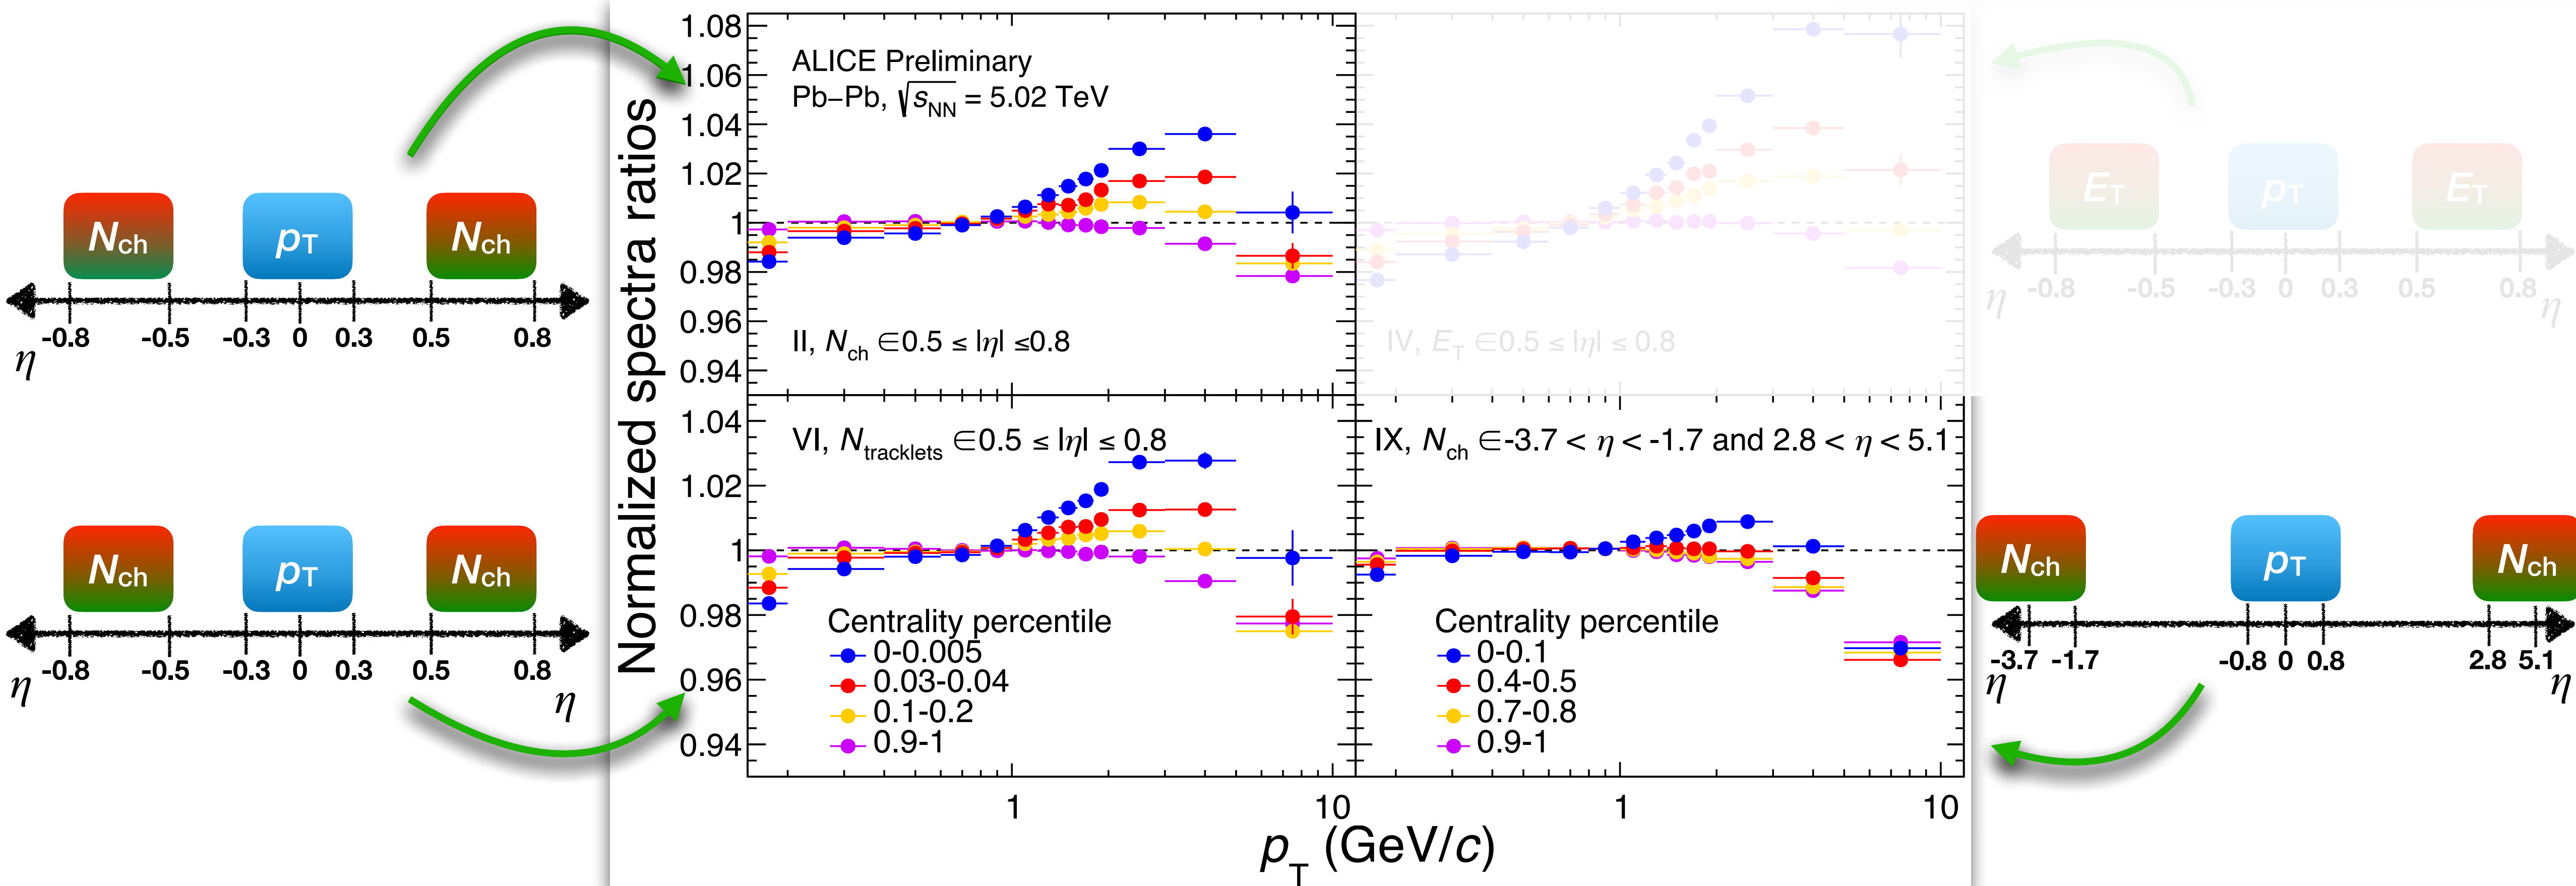 Normalized spectra ratios
1.08
1.06
1.04
1.02
1
0.98
0.96
0.94
ALICE Preliminary
Pb–Pb, √sNN = 5.02 TeV
II, Nch ∈0.5 ≤ |η| ≤0.8
IV, ET ∈0.5 ≤ |η| ≤ 0.8
Nch pT Nch
-0.8 -0.5 -0.3 0 0.3 0.5 0.8
η
ET pT ET
-0.8 -0.5 -0.3 0 0.3 0.5 0.8
η η
1.04
1.02
1
0.98
0.96
0.94
VI, Ntracklets ∈0.5 ≤ |η| ≤ 0.8
Centrality percentile
0-0.005
0.03-0.04
0.1-0.2
0.9-1
IX, Nch ∈-3.7 < η < -1.7 and 2.8 < η < 5.1
Centrality percentile
0-0.1
0.4-0.5
0.7-0.8
0.9-1
Nch pT Nch
-0.8 -0.5 -0.3 0 0.3 0.5 0.8
η η
Nch pT Nch
-3.7 -1.7 -0.8 0 0.8 2.8 5.1
η η
1 10 1 10
pT (GeV/c)